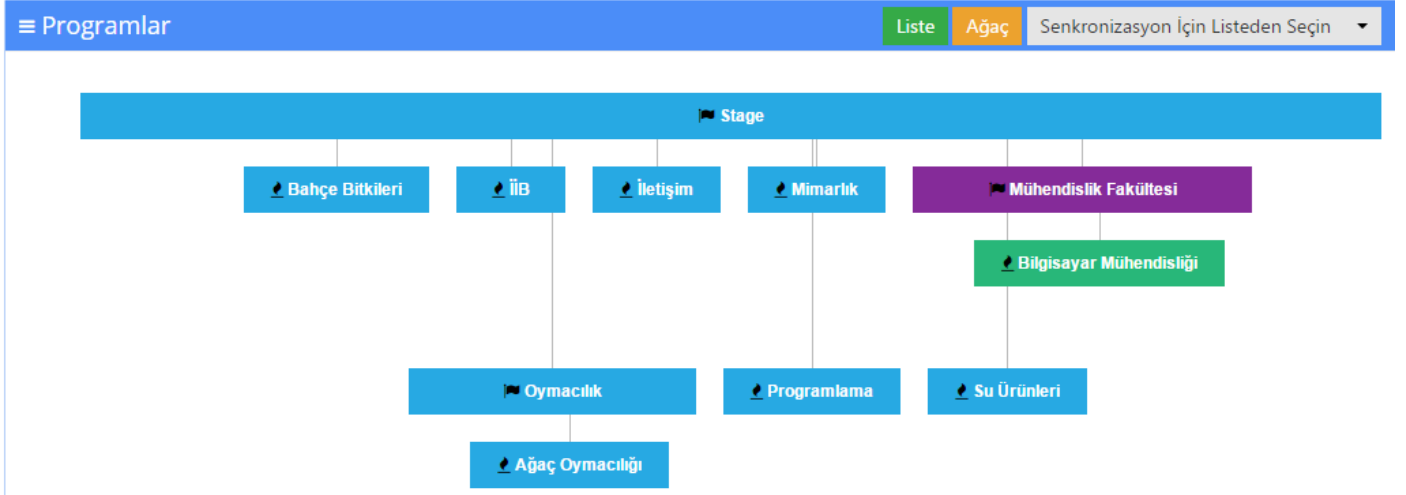 Programlar
Liste Ağaç Senkronizasyon İçin Listeden Seçin
Stage
Bahçe Bitkileri İİB İletişim Mimarlık Mühendislik Fakültesi
Bilgisayar Mühendisliği
Oymacılık Programlama Su Ürünleri
Ağaç Oymacılığı